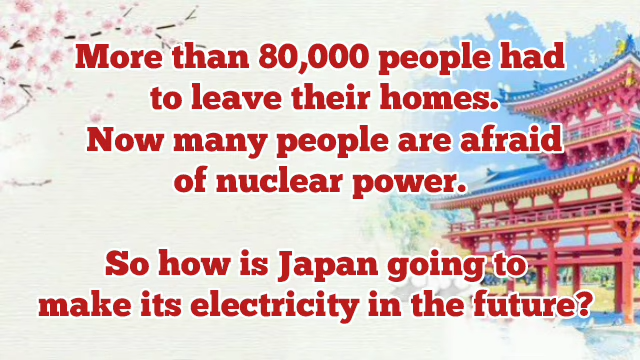 More than 80,000 people had
to leave their homes.
Now many people are afraid
of nuclear power.
So how is Japan going to
make its electricity in the future?